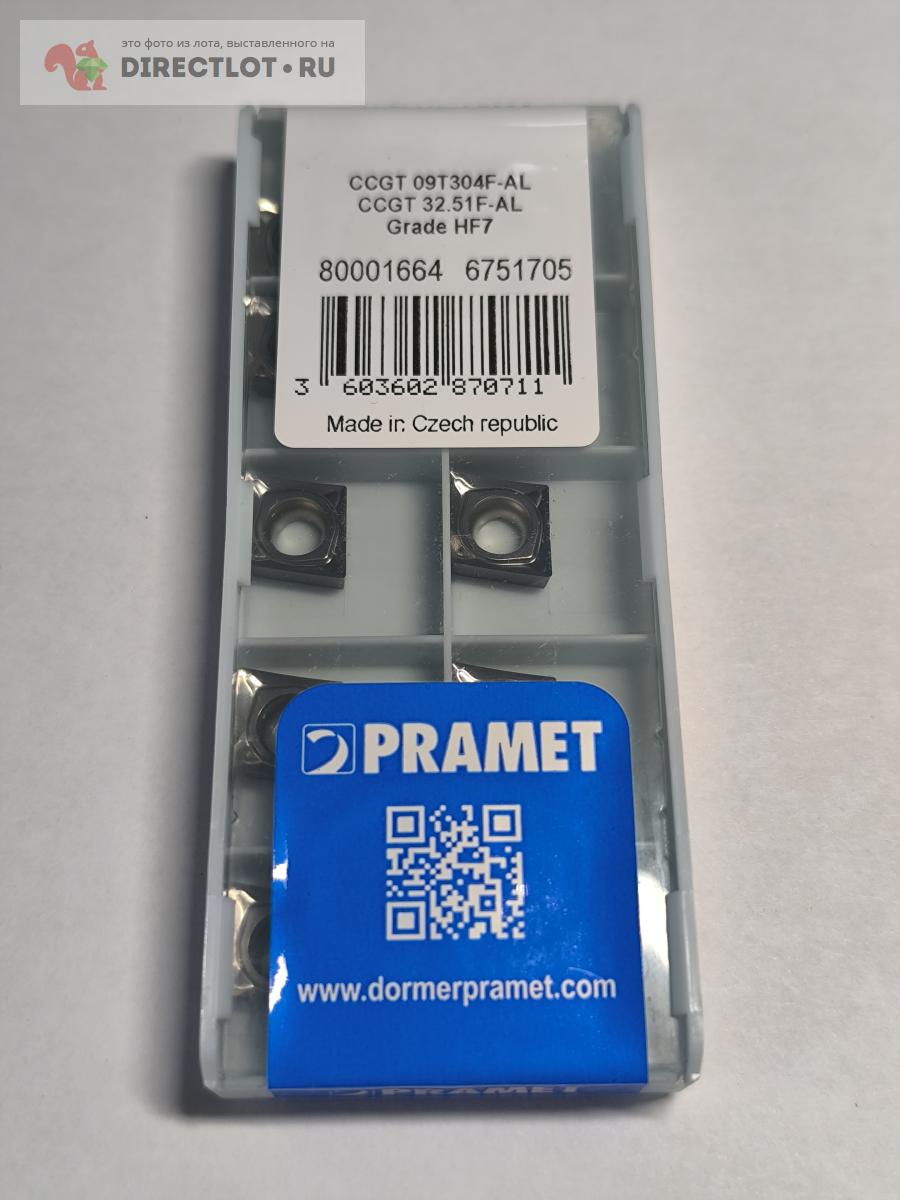 это фото из лота, выставленного на
DIRECTLOT.RU
CCGT 09T304F-AL
CCGT 32.51F-AL
Grade HF7
80001664 6751705
3 603602 870711
Made in Czech republic
PRAMET
www.dormerpramet.com
PRAMET